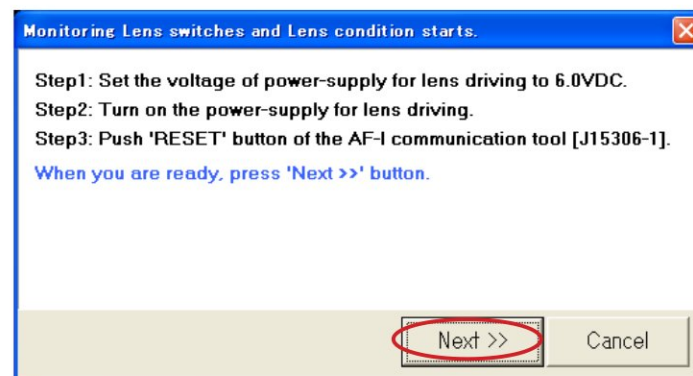 Monitoring Lens switches and Lens condition starts.
Step1: Set the voltage of power-supply for lens driving to 6.0VDC.
Step2: Turn on the power-supply for lens driving.
Step3: Push 'RESET' button of the AF-I communication tool [J15306-1].
When you are ready, press 'Next >>' button.
Next >> Cancel